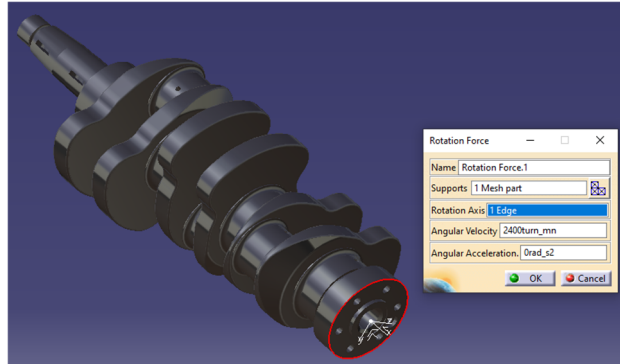 Rotation Force
Name Rotation Force.1
Supports 1 Mesh part
Rotation Axis 1 Edge
Angular Velocity 2400turn_mn
Angular Acceleration. 0rad_s2
OK Cancel